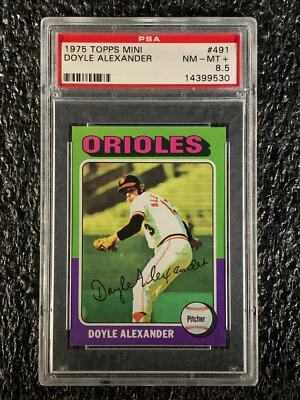 PSA
1975 TOPPS MINI #491
DOYLE ALEXANDER NM-MT+
8.5
14399530
ORIOLES
Doyle Alexander
Pitcher
DOYLE ALEXANDER